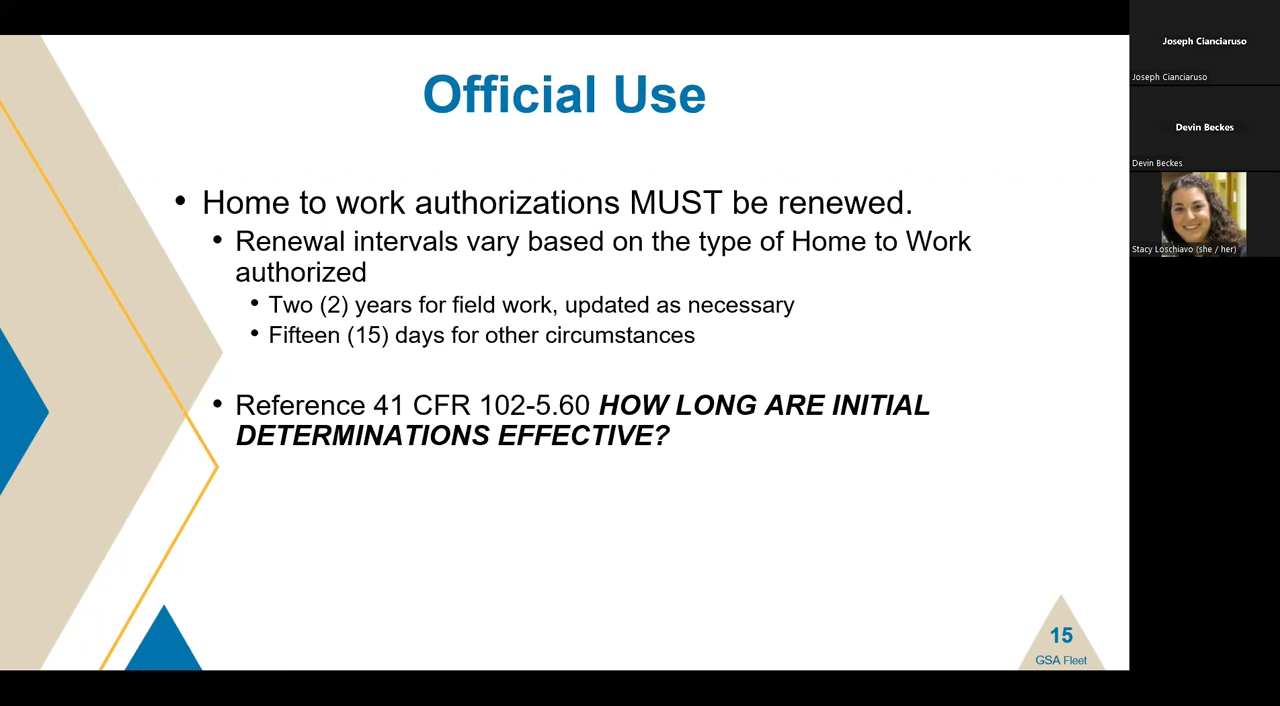 Official Use
• Home to work authorizations MUST be renewed.
• Renewal intervals vary based on the type of Home to Work
authorized
• Two (2) years for field work, updated as necessary
• Fifteen (15) days for other circumstances
• Reference 41 CFR 102-5.60 HOW LONG ARE INITIAL
DETERMINATIONS EFFECTIVE?
15
GSA Fleet
Joseph Cianciaruso
Joseph Cianciaruso
Devin Beckes
Devin Beckes
Stacy Loschiavo (she / her)